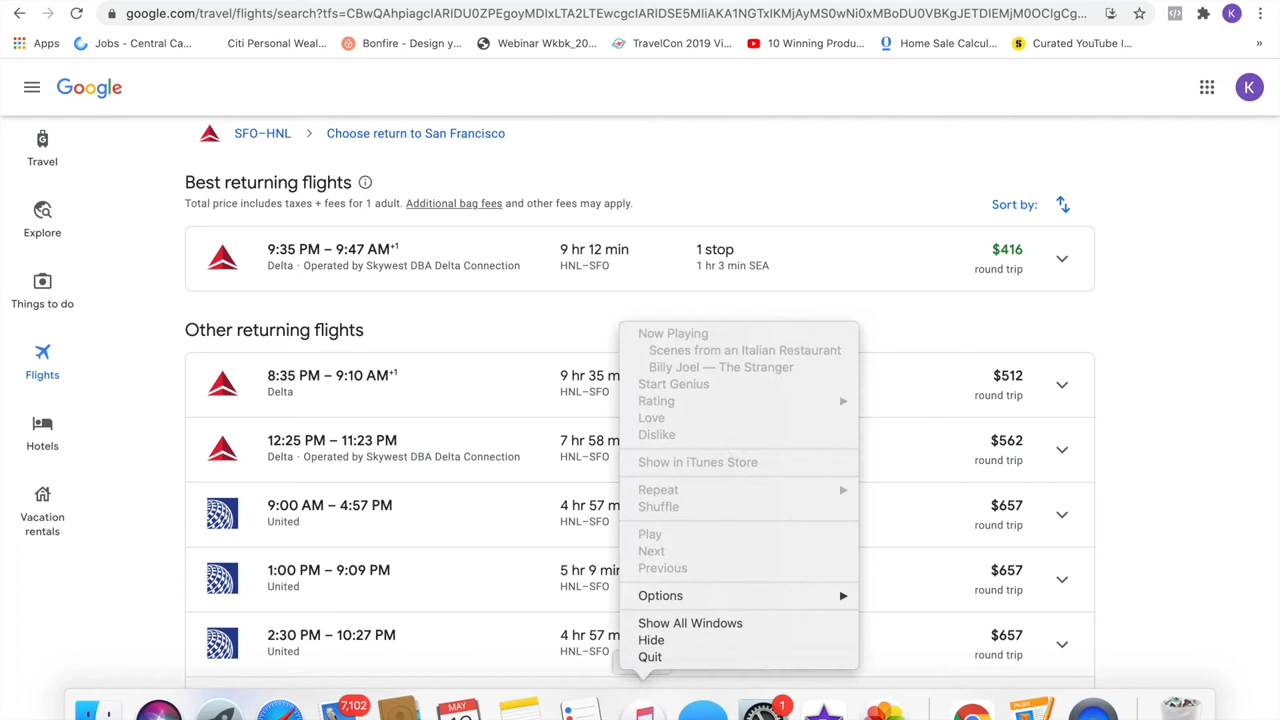 google.com/travel/flights/search?tfs=CBwQAhpiagcIARIDU0ZPEgoyMDIxLTA2LTEwcgcIARIDSE5MIiAKA1NGTxIKMjAyMS0wNi0xMBoDU0VBKgJETDIEMjM0OCIgCg...
Apps
Jobs - Central Ca...
Citi Personal Weal...
Bonfire - Design y...
Webinar Wkbk_20...
TravelCon 2019 Vi...
10 Winning Produ...
Home Sale Calcul...
Curated YouTube I...
»
Google
K
K
Travel
Explore
Things to do
Flights
Hotels
Vacation
rentals
SFO–HNL > Choose return to San Francisco
Best returning flights
Total price includes taxes + fees for 1 adult. Additional bag fees and other fees may apply.
Sort by:
9:35 PM – 9:47 AM+1 9 hr 12 min 1 stop $416
Delta · Operated by Skywest DBA Delta Connection HNL–SFO 1 hr 3 min SEA round trip
Other returning flights
8:35 PM – 9:10 AM+1 9 hr 35 m $512
Delta HNL–SFO round trip
12:25 PM – 11:23 PM 7 hr 58 m $562
Delta · Operated by Skywest DBA Delta Connection HNL–SFO round trip
9:00 AM – 4:57 PM 4 hr 57 m $657
United HNL–SFO round trip
1:00 PM – 9:09 PM 5 hr 9 min $657
United HNL–SFO round trip
2:30 PM – 10:27 PM 4 hr 57 m $657
United HNL–SFO round trip
Now Playing
Scenes from an Italian Restaurant
Billy Joel — The Stranger
Start Genius
Rating
Love
Dislike
Show in iTunes Store
Repeat
Shuffle
Play
Next
Previous
Options
Show All Windows
Hide
Quit
7,102
MAY
1
PAGES